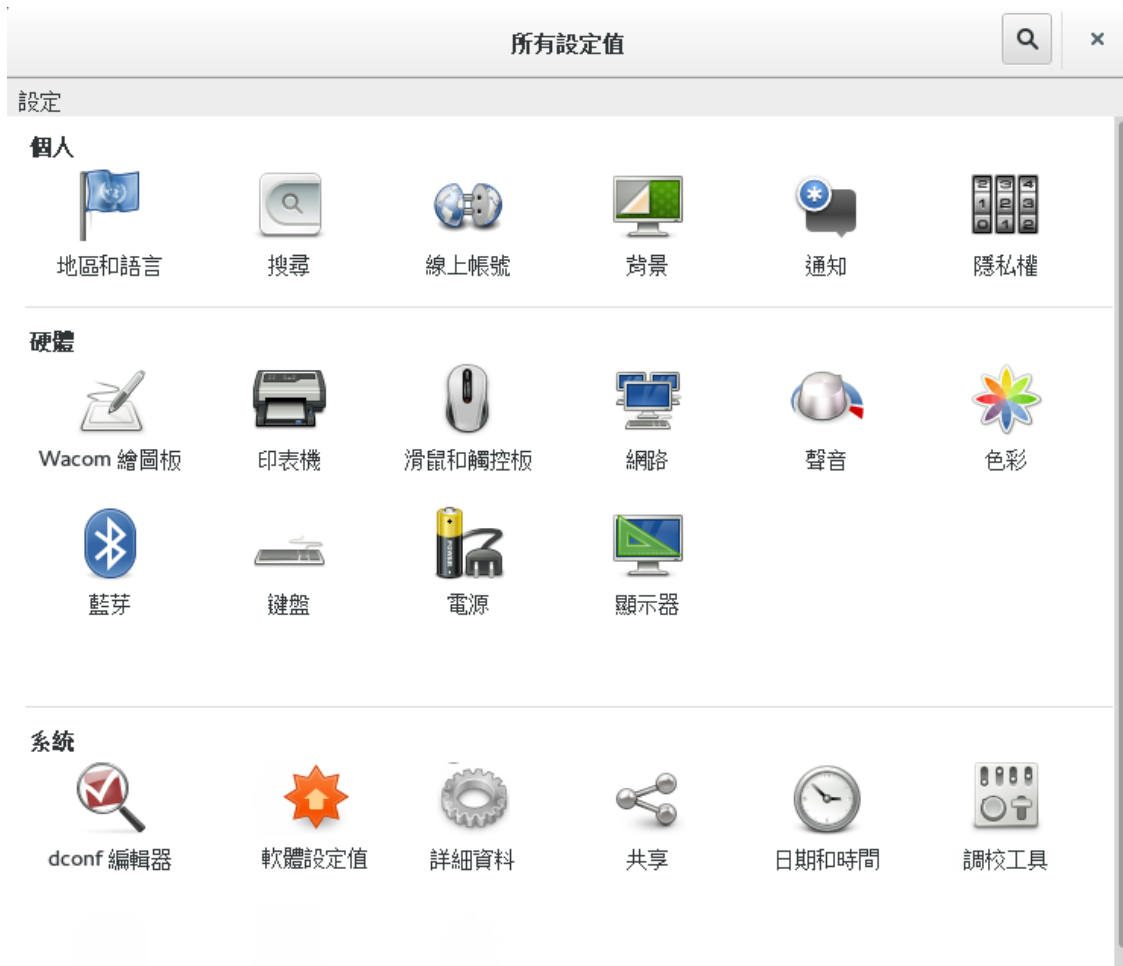 所有設定值
設定
個人
地區和語言 搜尋 線上帳號 背景 通知 隱私權
硬體
Wacom 繪圖板 印表機 滑鼠和觸控板 網路 聲音 色彩
藍芽 鍵盤 電源 顯示器
系統
dconf 編輯器 軟體設定值 詳細資料 共享 日期和時間 調校工具